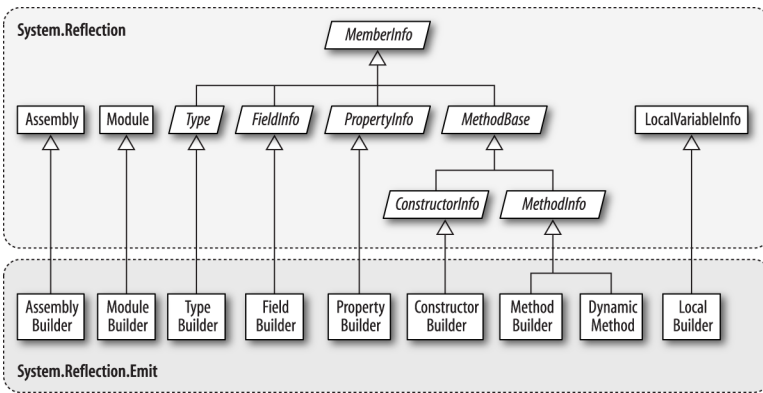 System.Reflection
MemberInfo
Assembly
Module
Type
FieldInfo
PropertyInfo
MethodBase
LocalVariableInfo
ConstructorInfo
MethodInfo
Assembly
Builder
Module
Builder
Type
Builder
Field
Builder
Property
Builder
Constructor
Builder
Method
Builder
Dynamic
Method
Local
Builder
System.Reflection.Emit